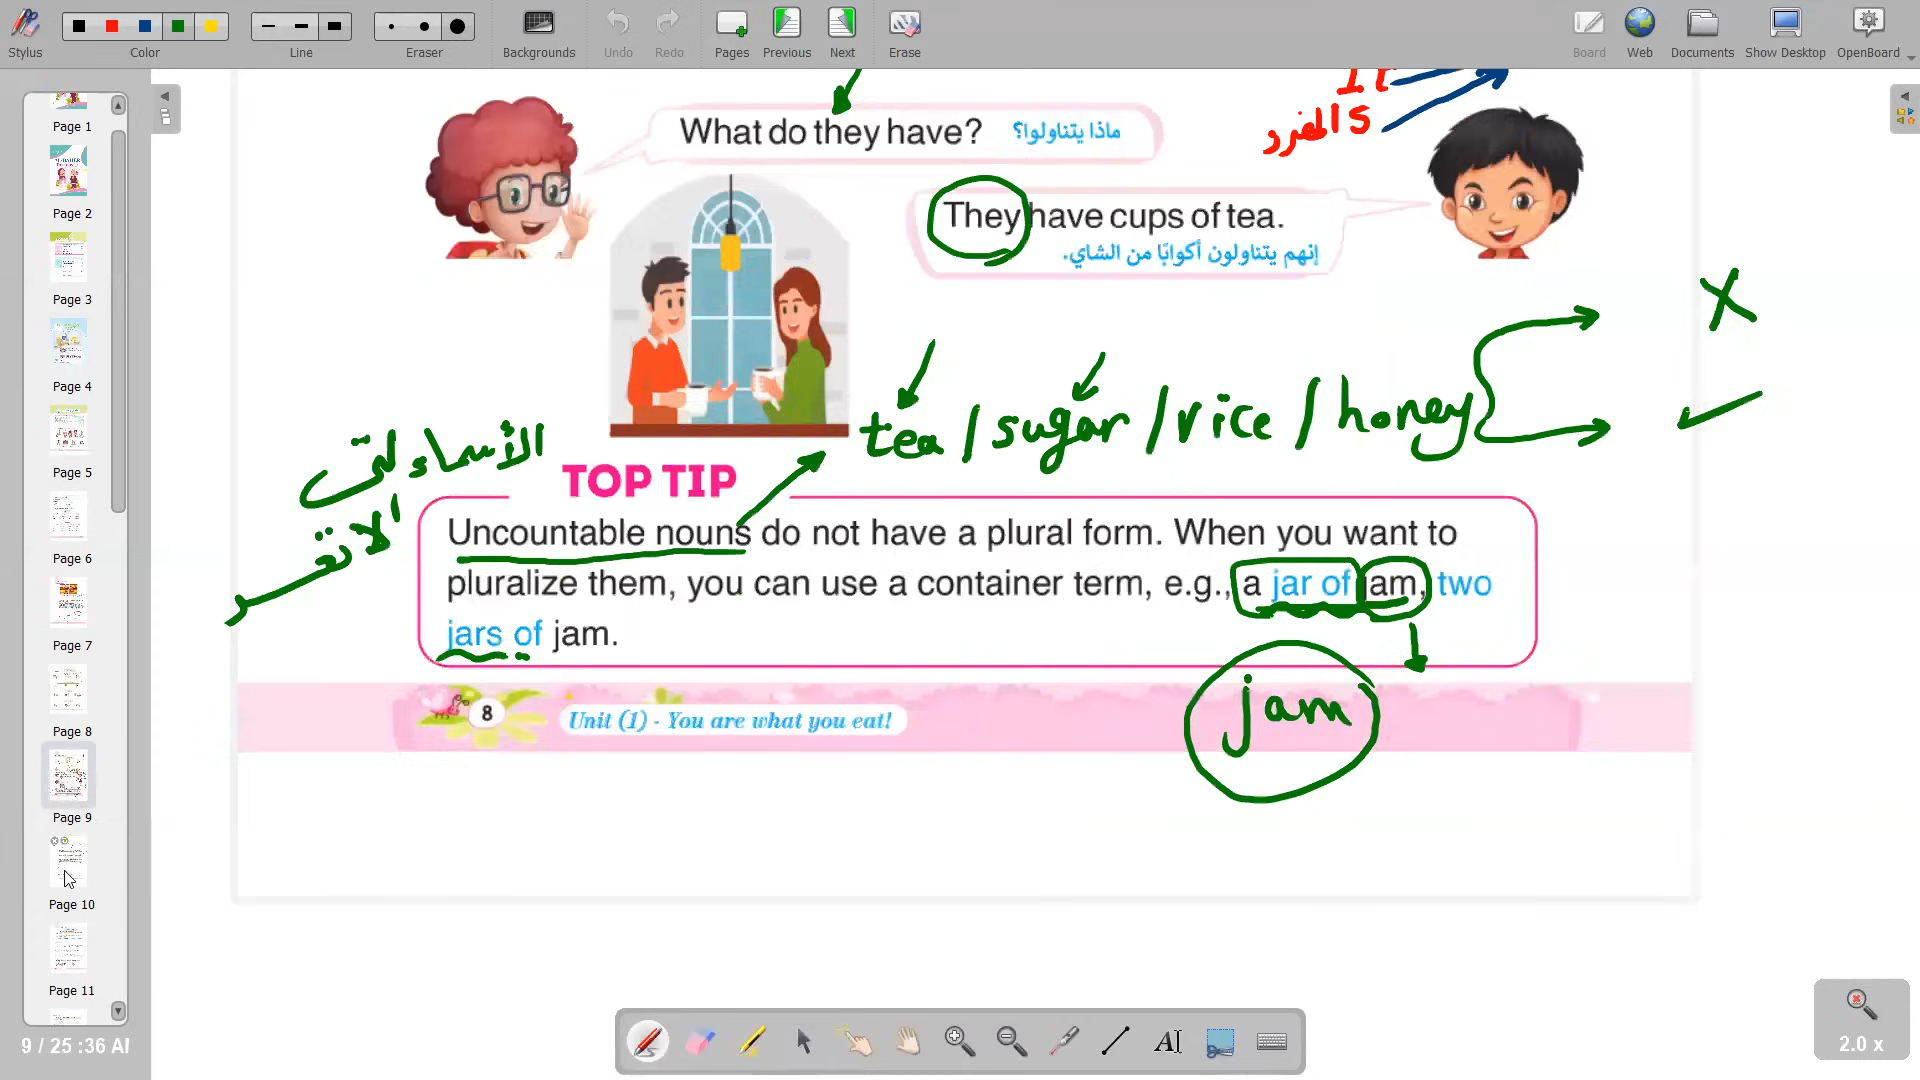 Stylus
Color
Line
Eraser
Backgrounds
Undo
Redo
Pages
Previous
Next
Erase
Board
Web
Documents
Show Desktop
OpenBoard
Page 1
Page 2
Page 3
Page 4
Page 5
Page 6
Page 7
Page 8
Page 9
Page 10
Page 11
9 / 25
It
المفرد
What do they have? ماذا يتناولوا؟
They have cups of tea.
إنهم يتناولون أكوابًا من الشاي.
X
tea / sugar / rice / honey
TOP TIP
Uncountable nouns do not have a plural form. When you want to
pluralize them, you can use a container term, e.g., a jar of jam, two
jars of jam.
jam
8
Unit (1) - You are what you eat!
2.0 x